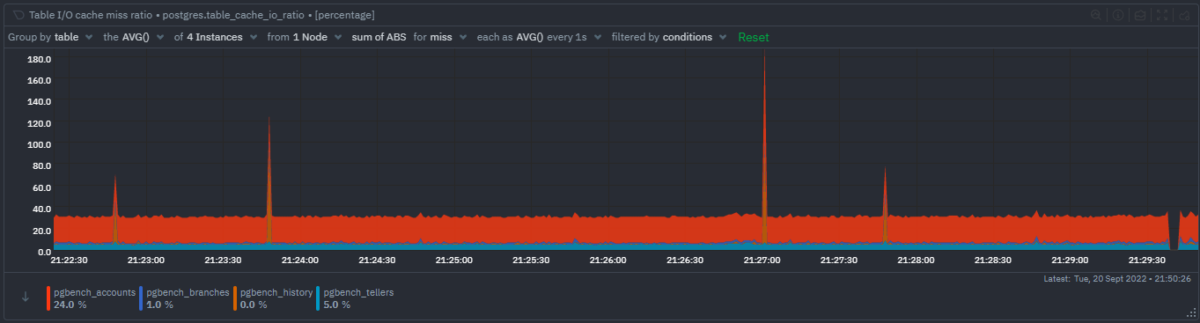 Table I/O cache miss ratio • postgres.table_cache_io_ratio • [percentage]
Group by table the AVG() of 4 Instances from 1 Node sum of ABS for miss each as AVG() every 1s filtered by conditions Reset
180.0
160.0
140.0
120.0
100.0
80.0
60.0
40.0
20.0
0.0
21:22:30 21:23:00 21:23:30 21:24:00 21:24:30 21:25:00 21:25:30 21:26:00 21:26:30 21:27:00 21:27:30 21:28:00 21:28:30 21:29:00 21:29:30
Latest: Tue, 20 Sept 2022 • 21:50:26
pgbench_accounts pgbench_branches pgbench_history pgbench_tellers
24.0 % 1.0 % 0.0 % 5.0 %